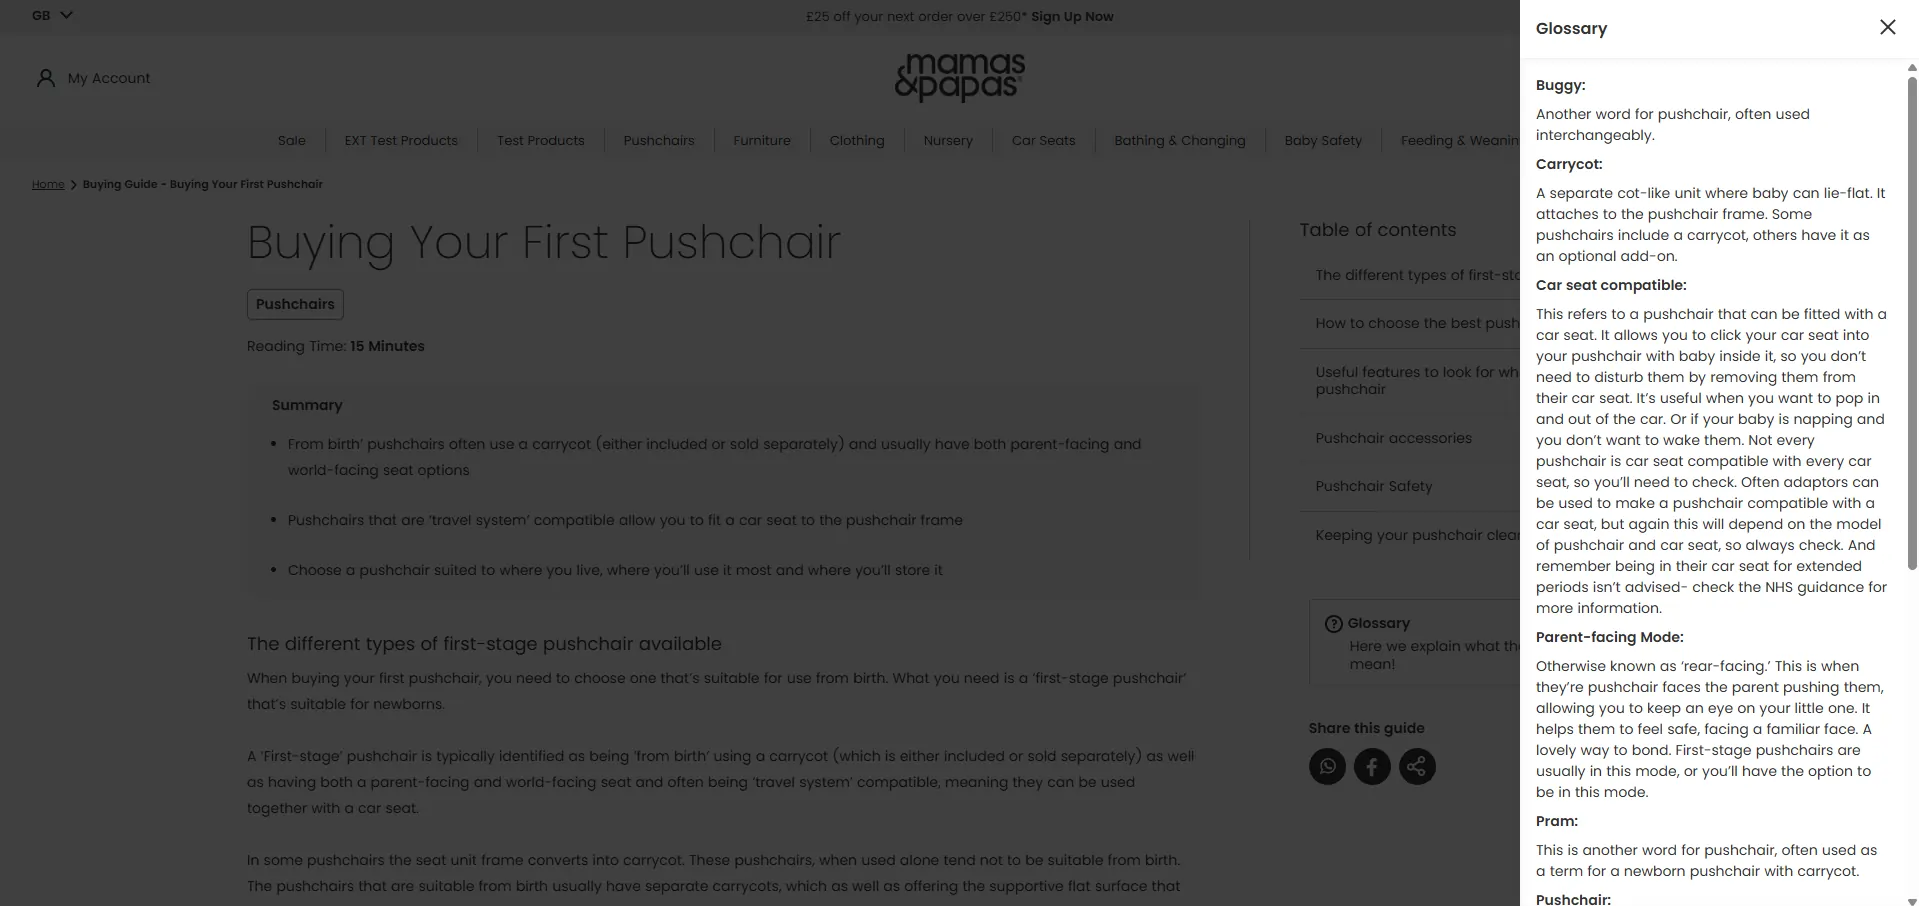 GB
£25 off your next order over £250* Sign Up Now
My Account
mamas
&papas
Sale
EXT Test Products
Test Products
Pushchairs
Furniture
Clothing
Nursery
Car Seats
Bathing & Changing
Baby Safety
Feeding & Weanin
Home > Buying Guide - Buying Your First Pushchair
Buying Your First Pushchair
Pushchairs
Reading Time: 15 Minutes
Summary
• From birth' pushchairs often use a carrycot (either included or sold separately) and usually have both parent-facing and
world-facing seat options
• Pushchairs that are 'travel system' compatible allow you to fit a car seat to the pushchair frame
• Choose a pushchair suited to where you live, where you'll use it most and where you'll store it
The different types of first-stage pushchair available
When buying your first pushchair, you need to choose one that's suitable for use from birth. What you need is a 'first-stage pushchair'
that's suitable for newborns.
A 'First-stage' pushchair is typically identified as being 'from birth' using a carrycot (which is either included or sold separately) as well
as having both a parent-facing and world-facing seat and often being 'travel system' compatible, meaning they can be used
together with a car seat.
In some pushchairs the seat unit frame converts into carrycot. These pushchairs, when used alone tend not to be suitable from birth.
The pushchairs that are suitable from birth usually have separate carrycots, which as well as offering the supportive flat surface that
Table of contents
The different types of first-sta
How to choose the best push
Useful features to look for wh
pushchair
Pushchair accessories
Pushchair Safety
Keeping your pushchair clea
Glossary
Here we explain what the
mean!
Share this guide
Glossary
Buggy:
Another word for pushchair, often used
interchangeably.
Carrycot:
A separate cot-like unit where baby can lie-flat. It
attaches to the pushchair frame. Some
pushchairs include a carrycot, others have it as
an optional add-on.
Car seat compatible:
This refers to a pushchair that can be fitted with a
car seat. It allows you to click your car seat into
your pushchair with baby inside it, so you don't
need to disturb them by removing them from
their car seat. It's useful when you want to pop in
and out of the car. Or if your baby is napping and
you don't want to wake them. Not every
pushchair is car seat compatible with every car
seat, so you'll need to check. Often adaptors can
be used to make a pushchair compatible with a
car seat, but again this will depend on the model
of pushchair and car seat, so always check. And
remember being in their car seat for extended
periods isn't advised- check the NHS guidance for
more information.
Parent-facing Mode:
Otherwise known as 'rear-facing.' This is when
they're pushchair faces the parent pushing them,
allowing you to keep an eye on your little one. It
helps them to feel safe, facing a familiar face. A
lovely way to bond. First-stage pushchairs are
usually in this mode, or you'll have the option to
be in this mode.
Pram:
This is another word for pushchair, often used as
a term for a newborn pushchair with carrycot.
Pushchair: